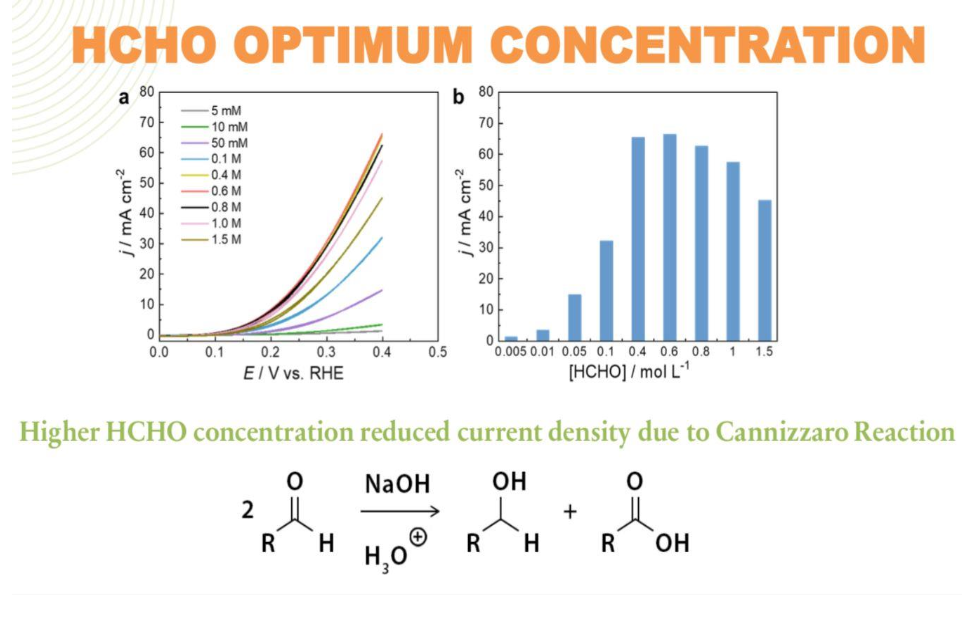 HCHO OPTIMUM CONCENTRATION
a
80
70
60
50
40
30
20
10
0
j / mA cm-2
5 mM
10 mM
50 mM
0.1 M
0.4 M
0.6 M
0.8 M
1.0 M
1.5 M
0.0 0.1 0.2 0.3 0.4 0.5
E / V vs. RHE
b
80
70
60
50
40
30
20
10
0
j / mA cm-2
0.005 0.01 0.05 0.1 0.4 0.6 0.8 1 1.5
[HCHO] / mol L-1
Higher HCHO concentration reduced current density due to Cannizzaro Reaction
2
O
R H
NaOH
H3O+
OH
R H
+
O
R OH